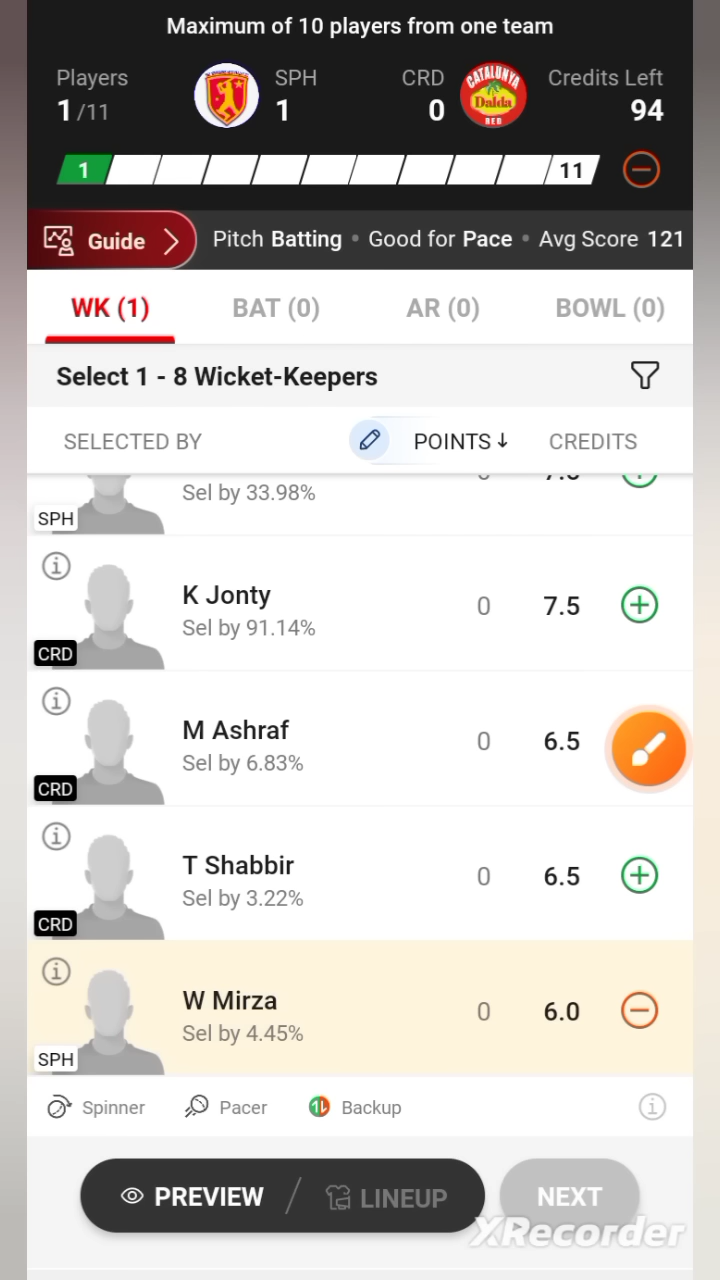 Maximum of 10 players from one team
Players SPH CRD Credits Left
1/11 1 0 94
CATALUNYA
Dalda
RED
1 11
Guide Pitch Batting • Good for Pace • Avg Score 121
WK (1) BAT (0) AR (0) BOWL (0)
Select 1 - 8 Wicket-Keepers
SELECTED BY POINTS↓ CREDITS
Sel by 33.98%
SPH
K Jonty 0 7.5
Sel by 91.14%
CRD
M Ashraf 0 6.5
Sel by 6.83%
CRD
T Shabbir 0 6.5
Sel by 3.22%
CRD
W Mirza 0 6.0
Sel by 4.45%
SPH
Spinner Pacer Backup
PREVIEW / LINEUP NEXT
XRecorder